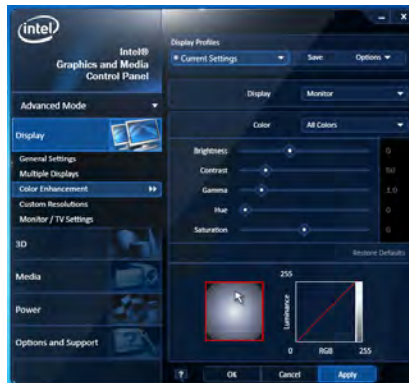 intel
Intel®
Graphics and Media
Control Panel
Advanced Mode
Display
General Settings
Multiple Displays
Color Enhancement
Custom Resolutions
Monitor / TV Settings
3D
Media
Power
Options and Support
X
Display Profiles
* Current Settings
Save
Options
Display
Monitor
Color
All Colors
Brightness
0
Contrast
50
Gamma
1.0
Hue
0
Saturation
0
Restore Defaults
255
Luminance
0
RGB
255
?
OK
Cancel
Apply